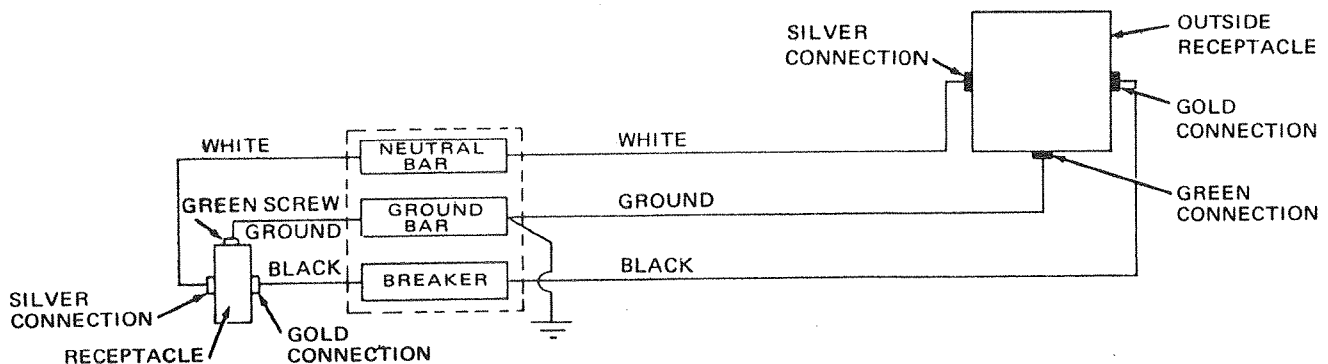 SILVER
CONNECTION
OUTSIDE
RECEPTACLE
GOLD
CONNECTION
GREEN
CONNECTION
WHITE
NEUTRAL
BAR
WHITE
GREEN SCREW
GROUND
GROUND
BAR
GROUND
BLACK
BREAKER
BLACK
SILVER
CONNECTION
RECEPTACLE
GOLD
CONNECTION